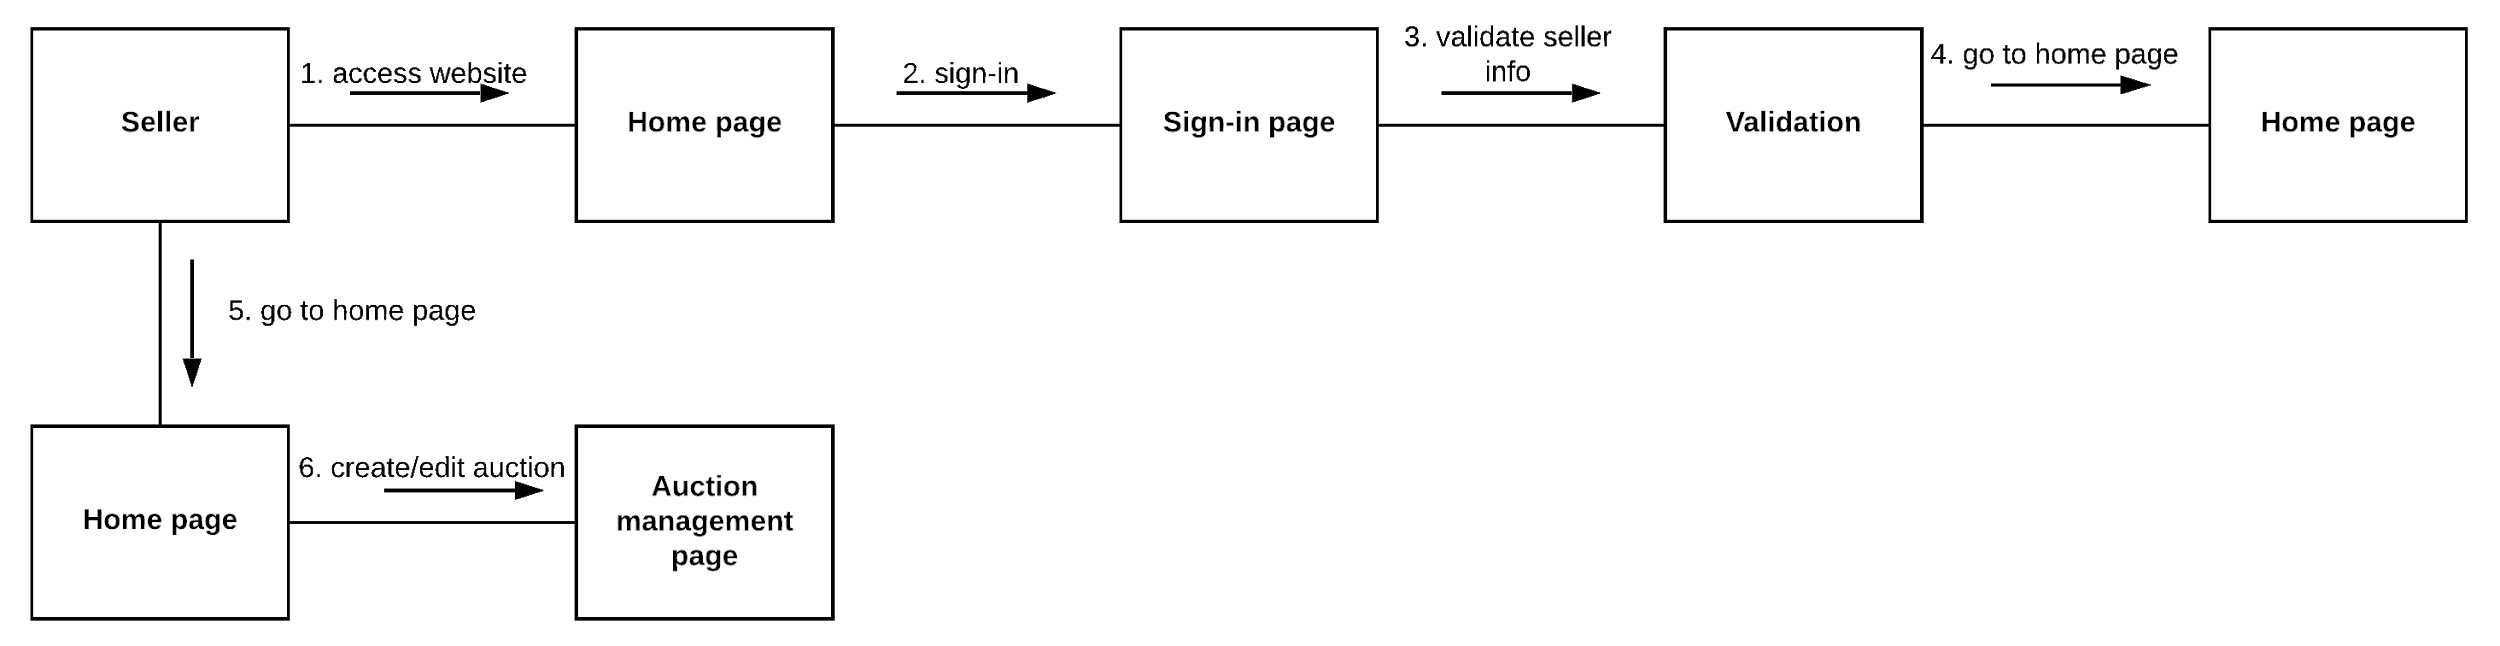 Seller
1. access website
Home page
2. sign-in
Sign-in page
3. validate seller
info
Validation
4. go to home page
Home page
5. go to home page
Home page
6. create/edit auction
Auction
management
page